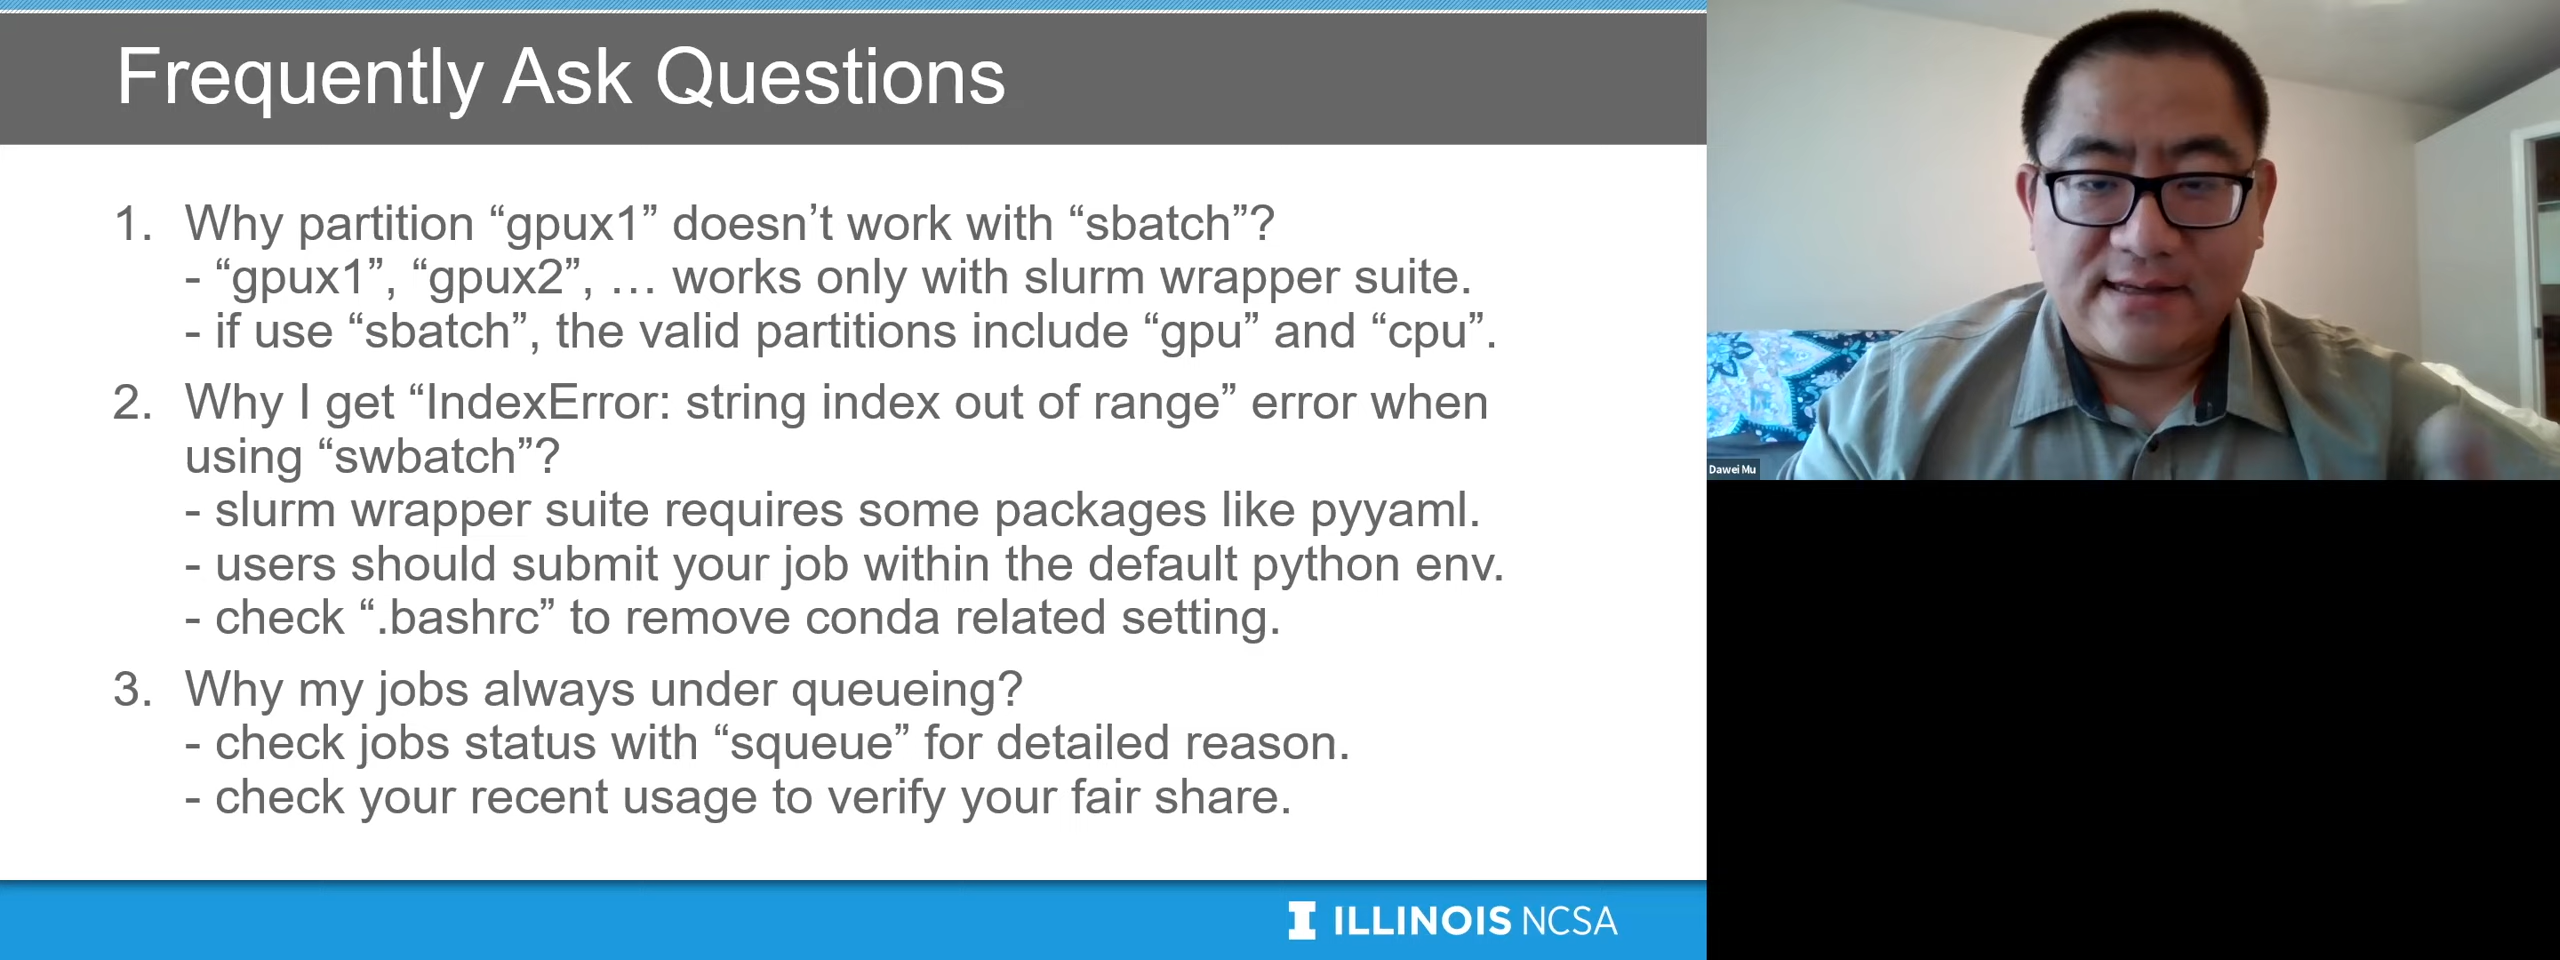 Frequently Ask Questions
1. Why partition “gpux1” doesn’t work with “sbatch”?
- “gpux1”, “gpux2”, … works only with slurm wrapper suite.
- if use “sbatch”, the valid partitions include “gpu” and “cpu”.
2. Why I get “IndexError: string index out of range” error when
using “swbatch”?
- slurm wrapper suite requires some packages like pyyaml.
- users should submit your job within the default python env.
- check “.bashrc” to remove conda related setting.
3. Why my jobs always under queueing?
- check jobs status with “squeue” for detailed reason.
- check your recent usage to verify your fair share.
I ILLINOIS NCSA
Dawei Mu